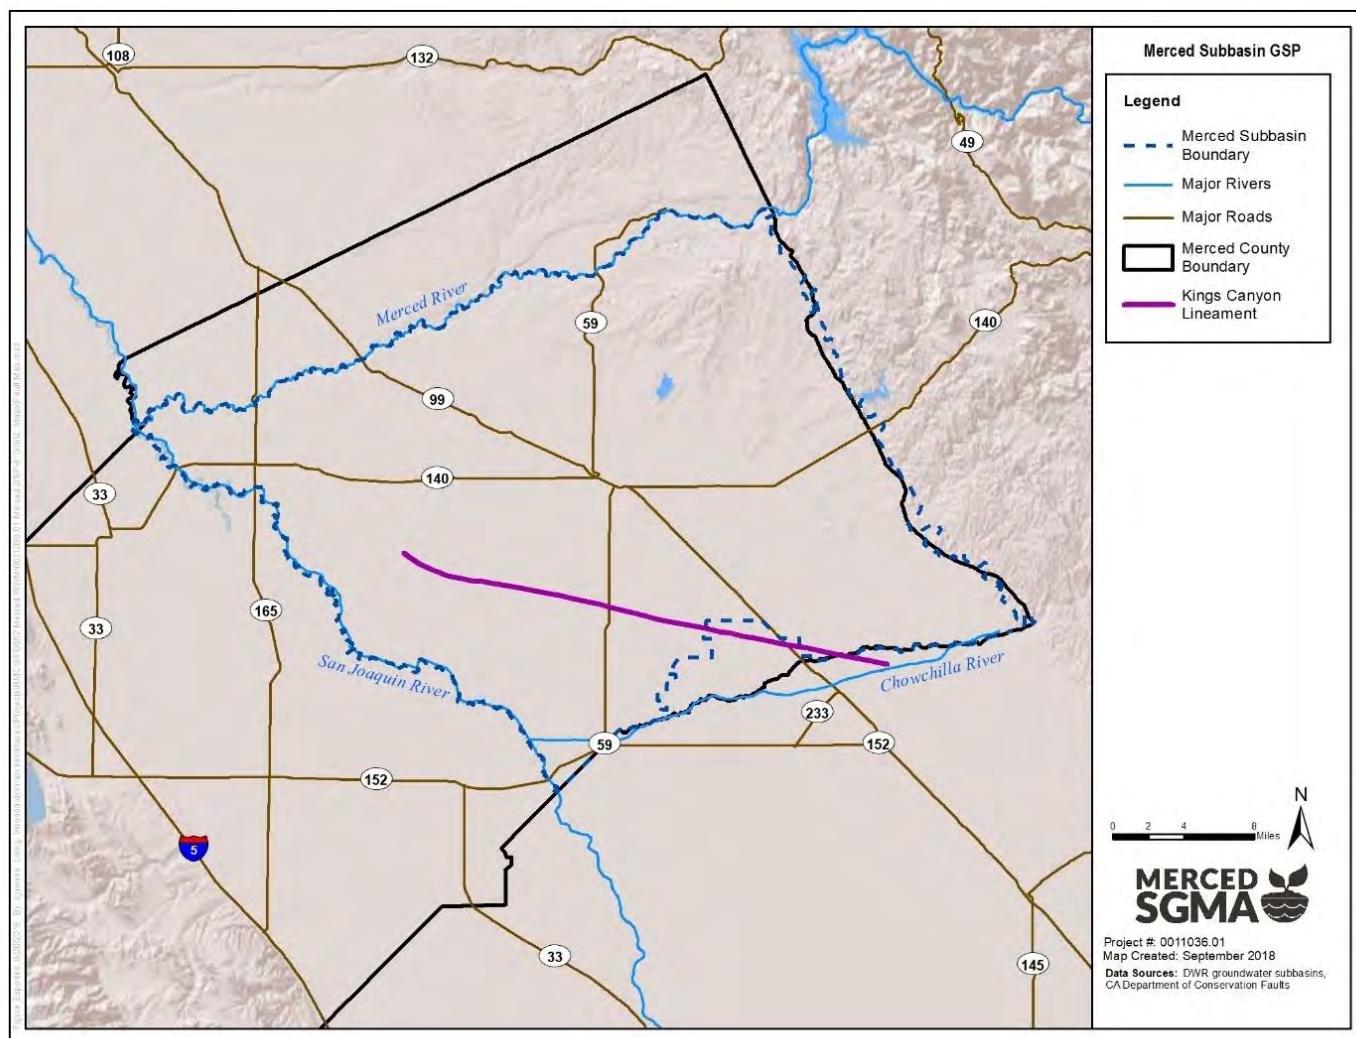 Merced Subbasin GSP
Legend
Merced Subbasin
Boundary
Major Rivers
Major Roads
Merced County
Boundary
Kings Canyon
Lineament
108
132
49
Merced River
59
140
99
140
33
165
33
San Joaquin River
Chowchilla River
233
59
152
152
5
33
145
N
0 2 4 8
Miles
MERCED
SGMA
Project #: 0011036.01
Map Created: September 2018
Data Sources: DWR groundwater subbasins,
CA Department of Conservation Faults